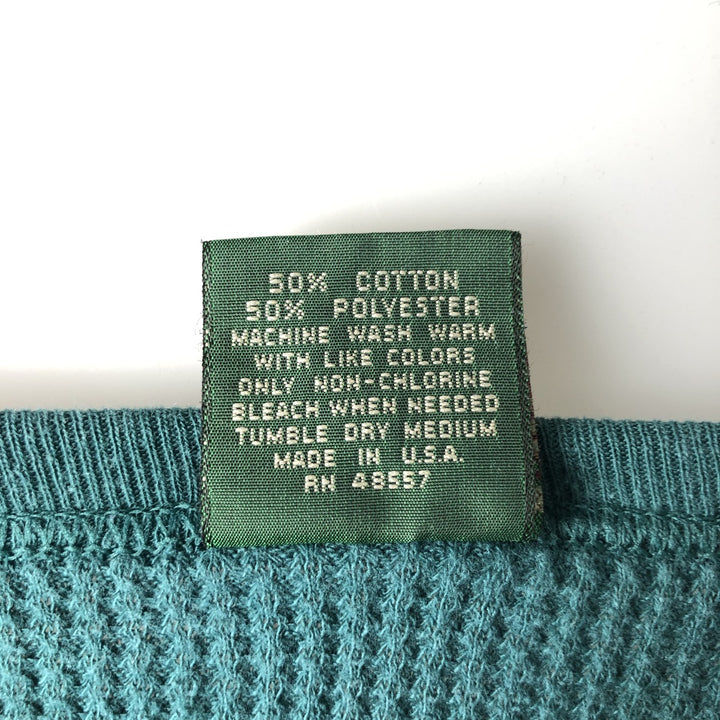 50% COTTON
50% POLYESTER
MACHINE WASH WARM
WITH LIKE COLORS
ONLY NON-CHLORINE
BLEACH WHEN NEEDED
TUMBLE DRY MEDIUM
MADE IN U.S.A.
RN 48557